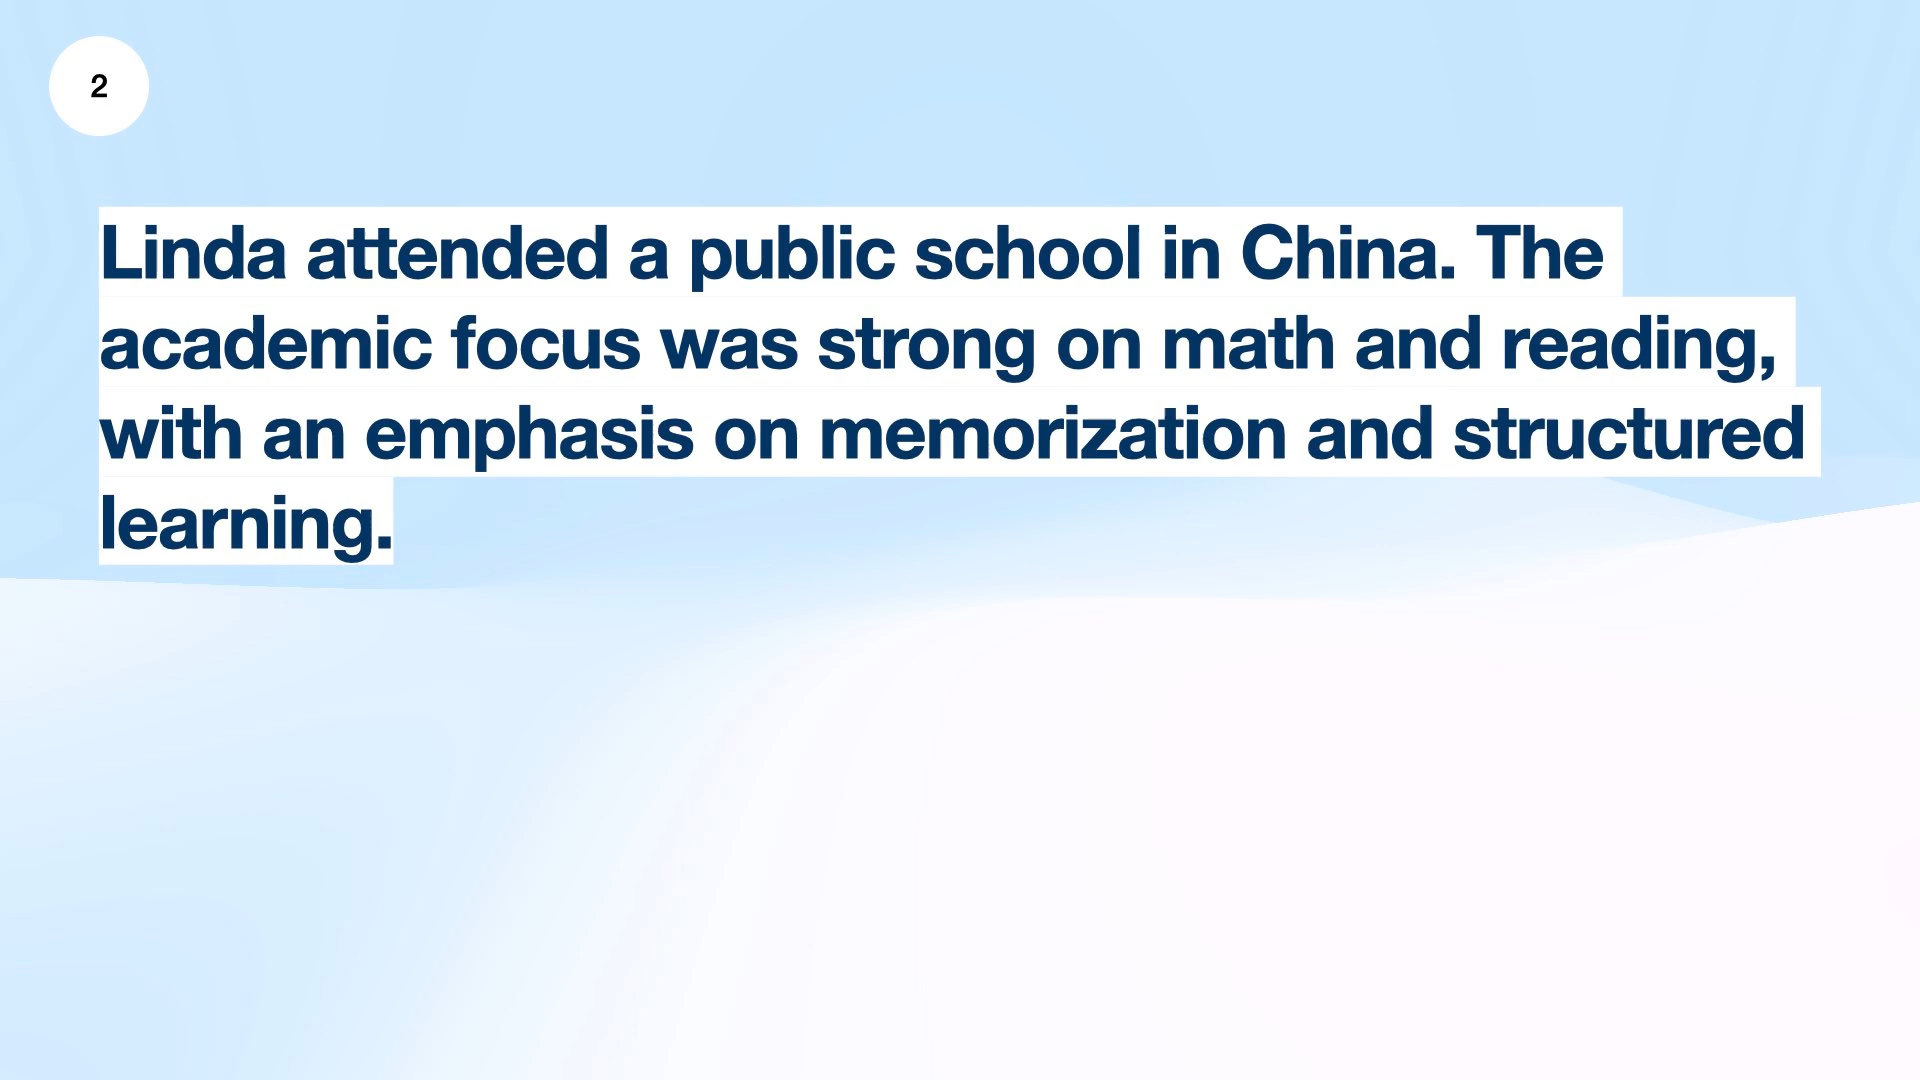 2
Linda attended a public school in China. The
academic focus was strong on math and reading,
with an emphasis on memorization and structured
learning.